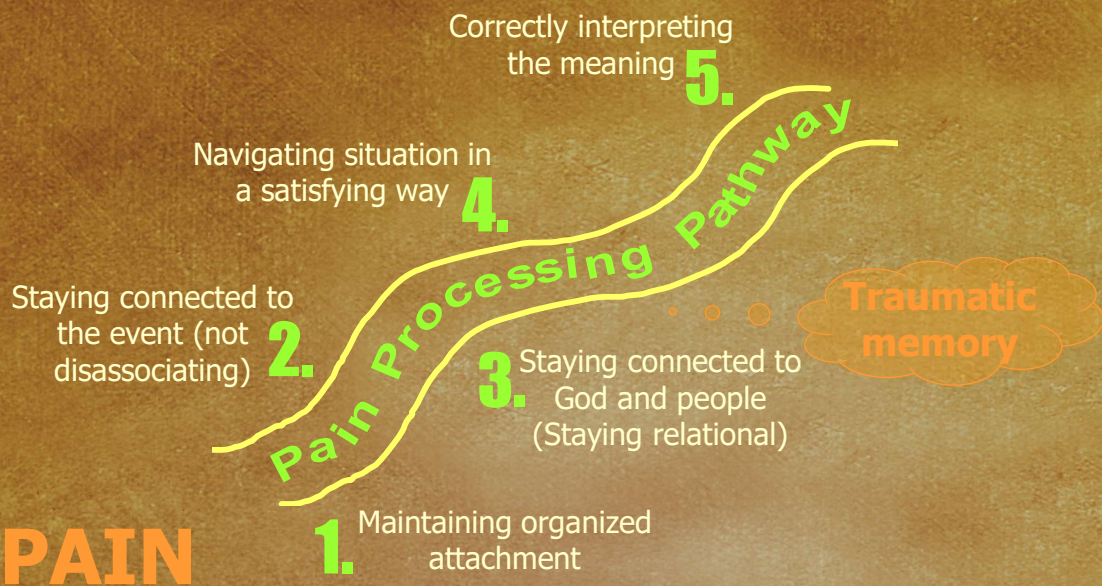 Correctly interpreting
the meaning 5.
Navigating situation in
a satisfying way 4.
Pain Processing Pathway
Staying connected to
the event (not
disassociating) 2.
Traumatic
memory
3. Staying connected to
God and people
(Staying relational)
1. Maintaining organized
attachment
PAIN